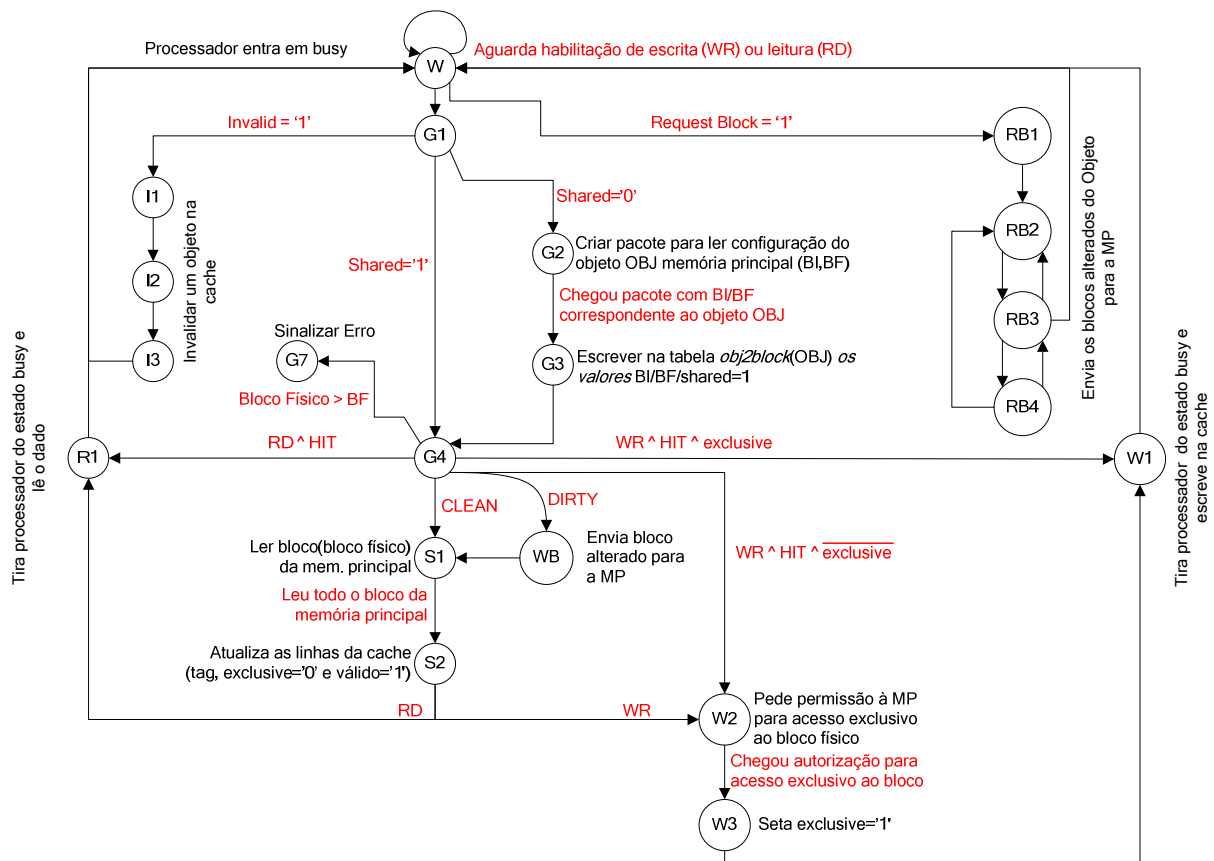 Processador entra em busy
Aguarda habilitação de escrita (WR) ou leitura (RD)
W
Invalid = ‘1’
G1
Request Block = ‘1’
RB1
I1
Shared=‘0’
RB2
G2
Criar pacote para ler configuração do
objeto OBJ memória principal (BI,BF)
Shared=’1’
I2
Invalidar um objeto na
cache
Chegou pacote com BI/BF
correspondente ao objeto OBJ
RB3
Envia os blocos alterados do Objeto
para a MP
I3
Sinalizar Erro
G7
G3
Escrever na tabela obj2block(OBJ) os
valores BI/BF/shared=1
Bloco Físico > BF
RB4
Tira processador do estado busy e
lê o dado
R1
RD ^ HIT
G4
WR ^ HIT ^ exclusive
W1
Tira processador do estado busy e
escreve na cache
CLEAN
DIRTY
Ler bloco(bloco físico)
da mem. principal
S1
WB
Envia bloco
alterado para
a MP
WR ^ HIT ^ exclusive
Leu todo o bloco da
memória principal
Atualiza as linhas da cache
(tag, exclusive=’0’ e válido=’1’)
S2
RD
WR
W2
Pede permissão à MP
para acesso exclusivo
ao bloco físico
Chegou autorização para
acesso exclusivo ao bloco
W3
Seta exclusive=’1’